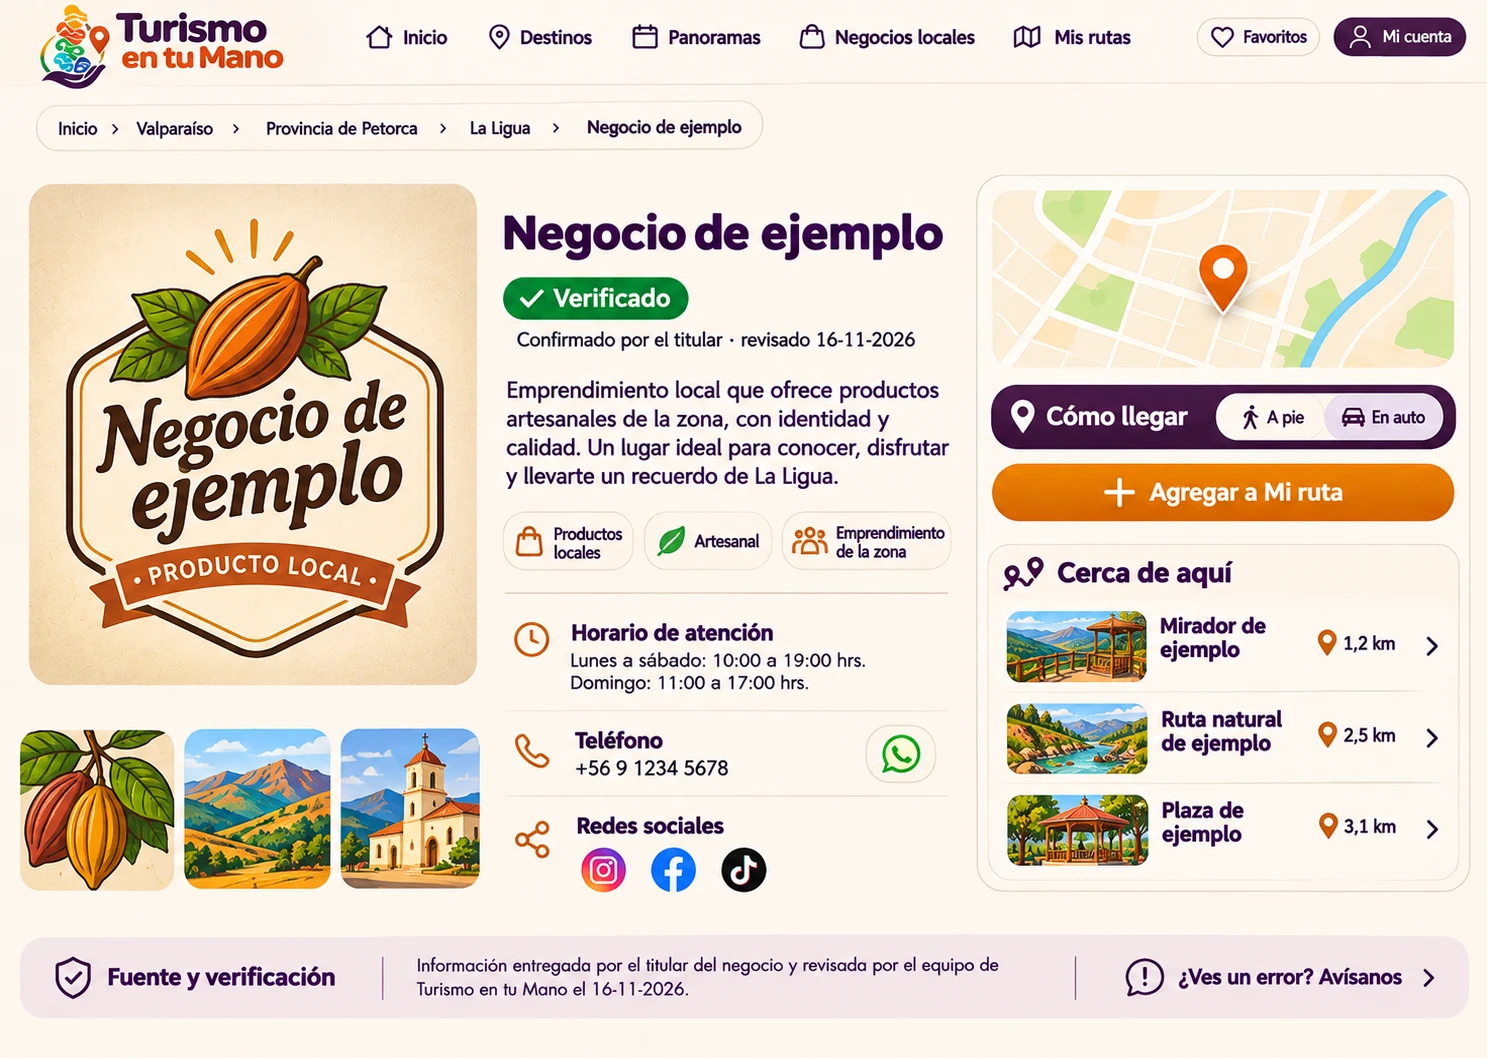 Turismo
en tu Mano
Inicio
Destinos
Panoramas
Negocios locales
Mis rutas
Favoritos
Mi cuenta
Inicio > Valparaíso > Provincia de Petorca > La Ligua > Negocio de ejemplo
Negocio de
ejemplo
• PRODUCTO LOCAL •
Negocio de ejemplo
Verificado
Confirmado por el titular · revisado 16-11-2026
Emprendimiento local que ofrece productos
artesanales de la zona, con identidad y
calidad. Un lugar ideal para conocer, disfrutar
y llevarte un recuerdo de La Ligua.
Productos
locales
Artesanal
Emprendimiento
de la zona
Horario de atención
Lunes a sábado: 10:00 a 19:00 hrs.
Domingo: 11:00 a 17:00 hrs.
Teléfono
+56 9 1234 5678
Redes sociales
Cómo llegar
A pie
En auto
Agregar a Mi ruta
Cerca de aquí
Mirador de
ejemplo
1,2 km
Ruta natural
de ejemplo
2,5 km
Plaza de
ejemplo
3,1 km
Fuente y verificación
Información entregada por el titular del negocio y revisada por el equipo de
Turismo en tu Mano el 16-11-2026.
¿Ves un error? Avísanos